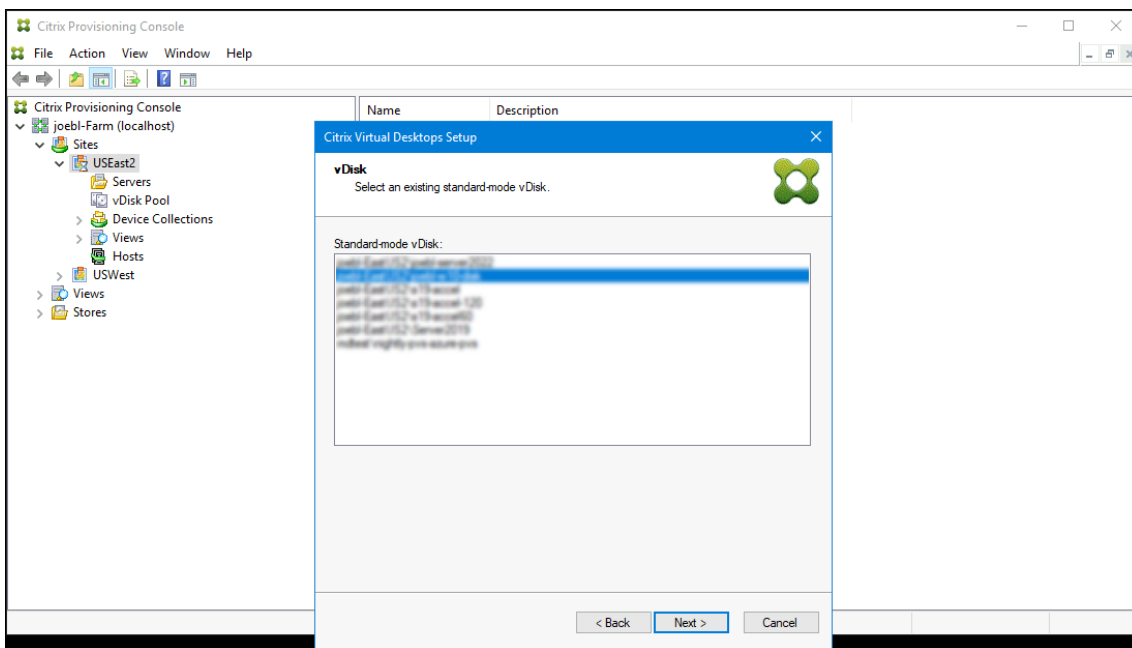 Citrix Provisioning Console
File Action View Window Help
Citrix Provisioning Console
joebl-Farm (localhost)
Sites
USEast2
Servers
vDisk Pool
Device Collections
Views
Hosts
USWest
Views
Stores
Name Description
Citrix Virtual Desktops Setup
vDisk
Select an existing standard-mode vDisk.
Standard-mode vDisk:
< Back Next > Cancel